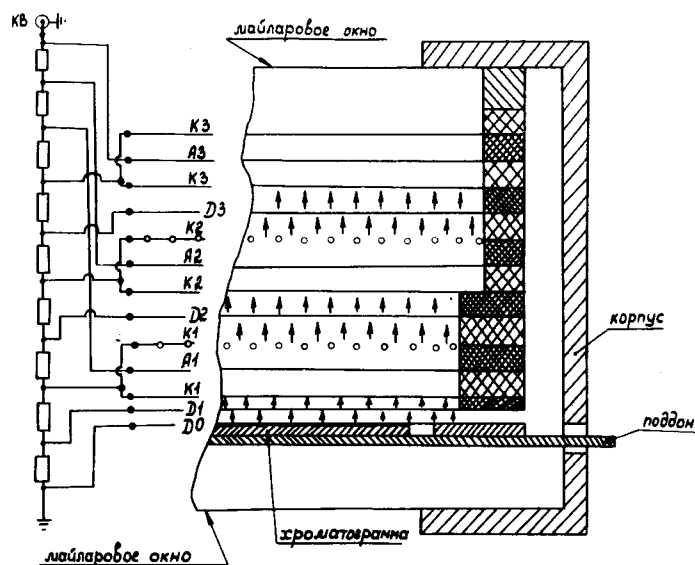 КВ
майларовое окно
К3
А3
К3
D3
К2
А2
К2
D2
К1
А1
К1
D1
D0
корпус
поддон
хроматограмма
майларовое окно